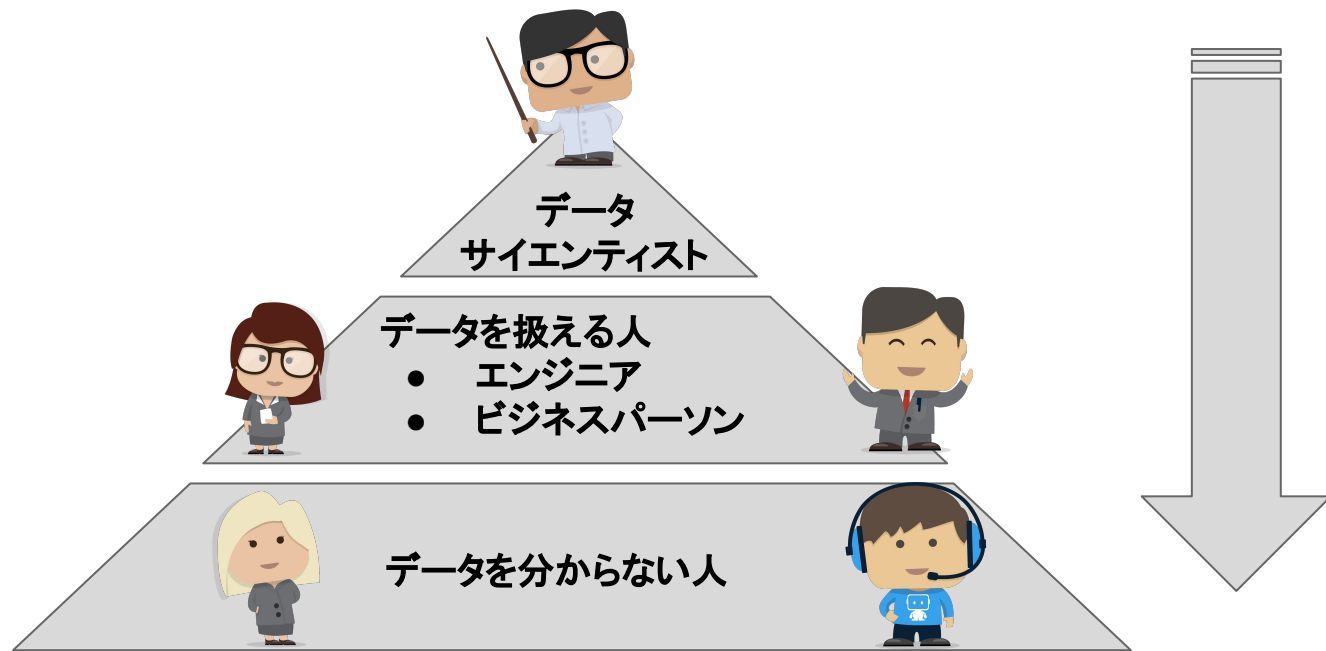 データ
サイエンティスト
データを扱える人
● エンジニア
● ビジネスパーソン
データを分からない人